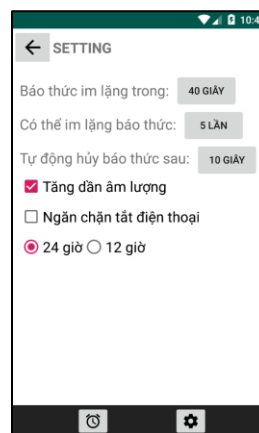 10:4
SETTING
Báo thức im lặng trong: 40 GIÂY
Có thể im lặng báo thức: 5 LẦN
Tự động hủy báo thức sau: 10 GIÂY
Tăng dần âm lượng
Ngăn chặn tắt điện thoại
24 giờ 12 giờ